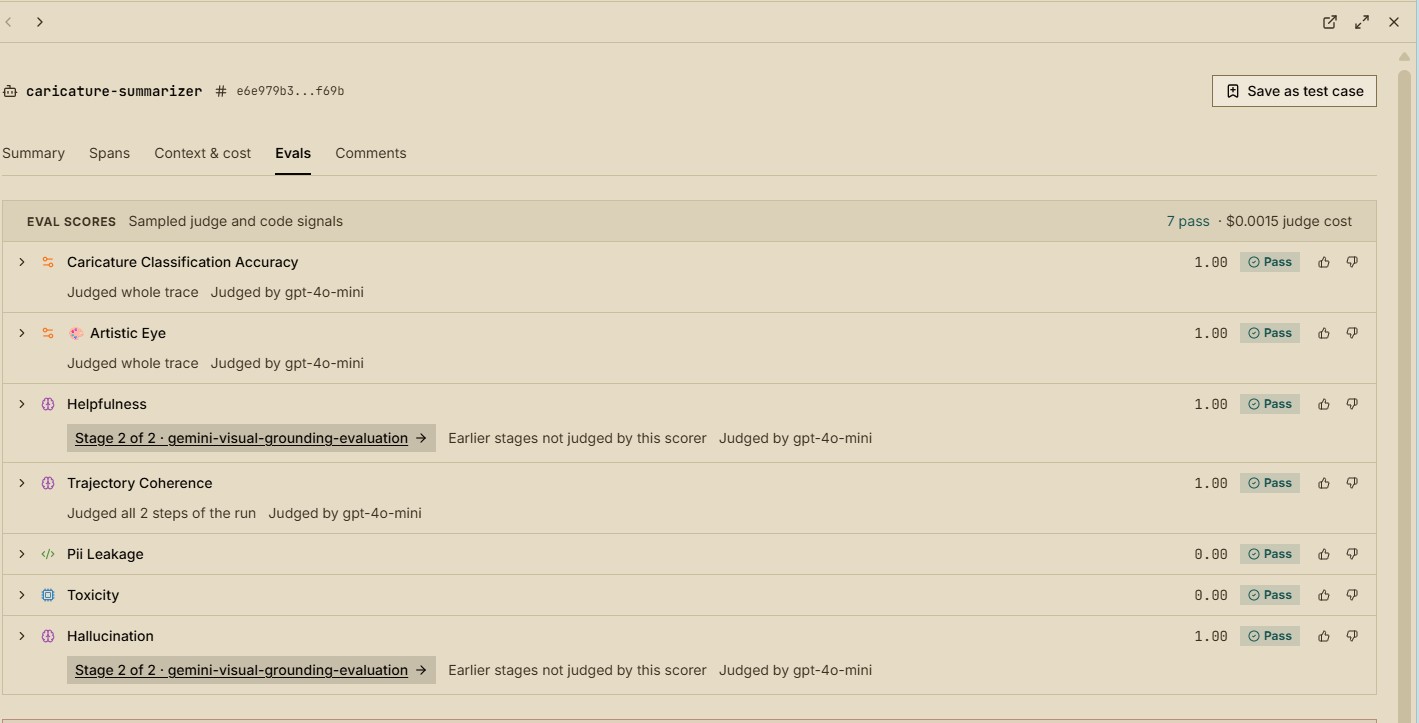 caricature-summarizer # e6e979b3...f69b
Save as test case
Summary Spans Context & cost Evals Comments
EVAL SCORES Sampled judge and code signals 7 pass · $0.0015 judge cost
Caricature Classification Accuracy 1.00 Pass
Judged whole trace Judged by gpt-4o-mini
Artistic Eye 1.00 Pass
Judged whole trace Judged by gpt-4o-mini
Helpfulness 1.00 Pass
Stage 2 of 2 · gemini-visual-grounding-evaluation → Earlier stages not judged by this scorer Judged by gpt-4o-mini
Trajectory Coherence 1.00 Pass
Judged all 2 steps of the run Judged by gpt-4o-mini
Pii Leakage 0.00 Pass
Toxicity 0.00 Pass
Hallucination 1.00 Pass
Stage 2 of 2 · gemini-visual-grounding-evaluation → Earlier stages not judged by this scorer Judged by gpt-4o-mini